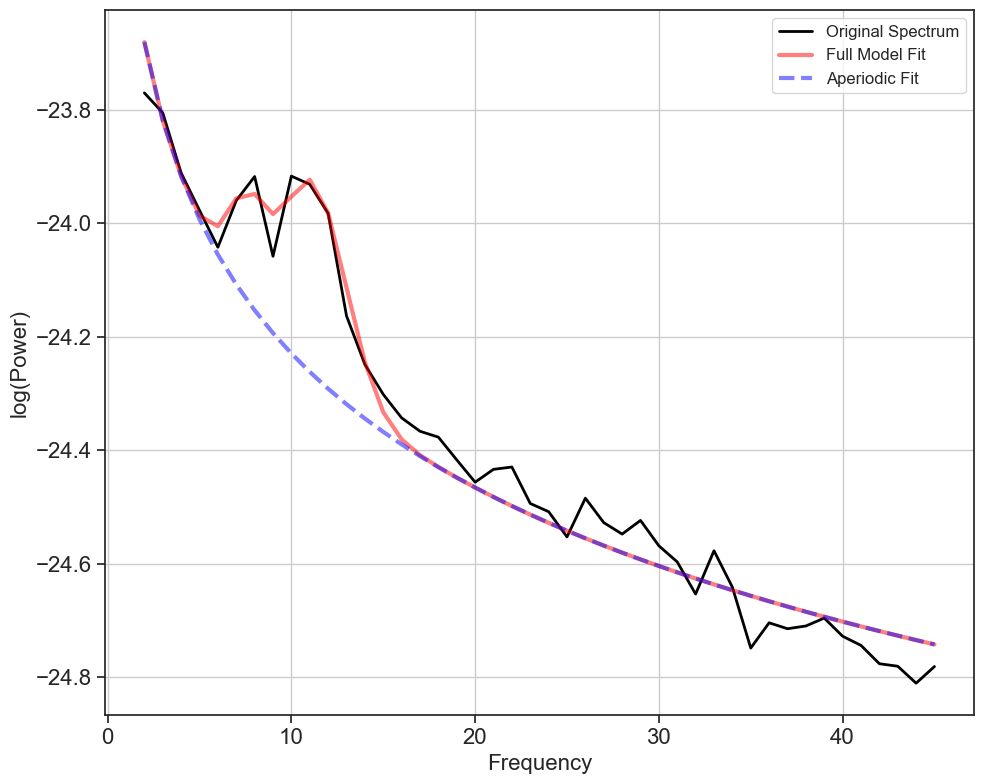 Original Spectrum
Full Model Fit
Aperiodic Fit
−23.8
−24.0
−24.2
−24.4
−24.6
−24.8
log(Power)
0 10 20 30 40
Frequency